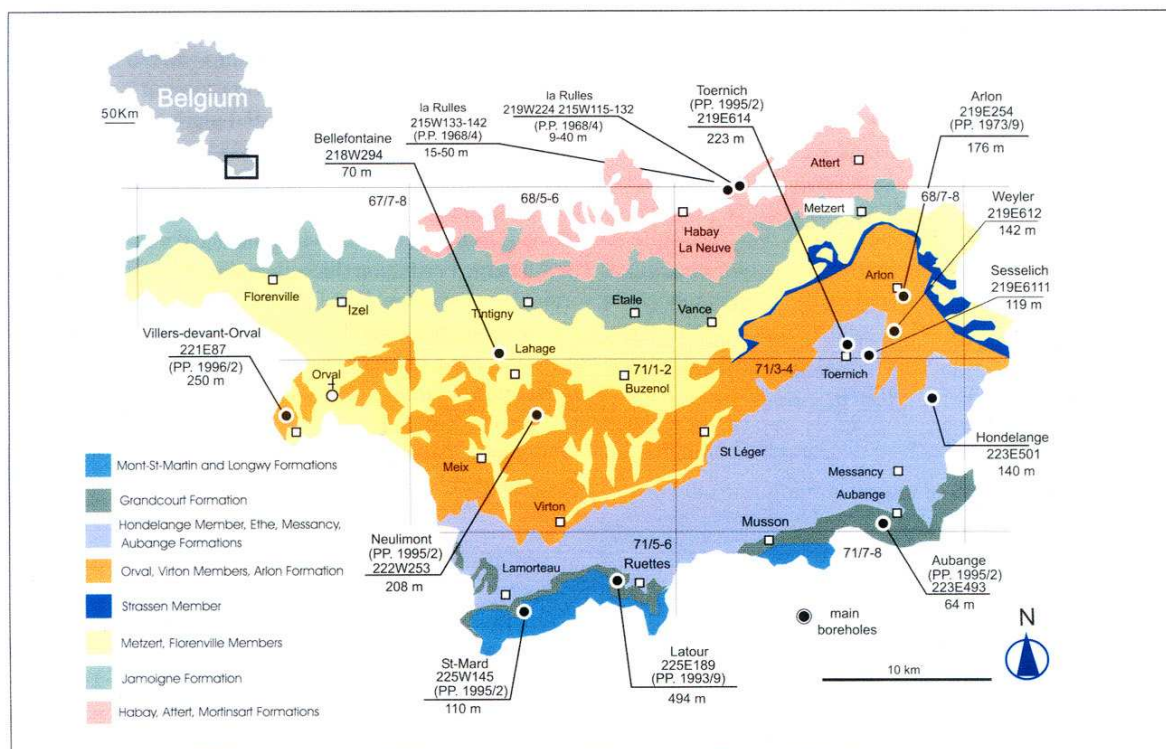 Belgium
50Km
la Rulles
215W133-142
(P.P. 1968/4)
15-50 m
la Rulles
219W224 215W115-132
(P.P. 1968/4)
9-40 m
Toernich
(PP. 1995/2)
219E614
223 m
Arlon
219E254
(PP. 1973/9)
176 m
Bellefontaine
218W294
70 m
Attert
67/7-8
68/5-6
68/7-8
Metzert
Weyler
219E612
142 m
Habay
La Neuve
Sesselich
219E6111
119 m
Arlon
Florenville
Izel
Tintigny
Etalle
Vance
Villers-devant-Orval
221E87
(PP. 1996/2)
250 m
Orval
Lahage
71/1-2
Buzenol
71/3-4
Toernich
Hondelange
223E501
140 m
Meix
St Léger
Messancy
Aubange
Virton
Musson
Neulimont
(PP. 1995/2)
222W253
208 m
71/5-6
Lamorteau
Ruettes
71/7-8
Aubange
(PP. 1995/2)
223E493
64 m
main
boreholes
N
10 km
St-Mard
225W145
(PP. 1995/2)
110 m
Latour
225E189
(PP. 1993/9)
494 m
Mont-St-Martin and Longwy Formations
Grandcourt Formation
Hondelange Member, Ethe, Messancy,
Aubange Formations
Orval, Virton Members, Arlon Formation
Strassen Member
Metzert, Florenville Members
Jamoigne Formation
Habay, Attert, Mortinsart Formations